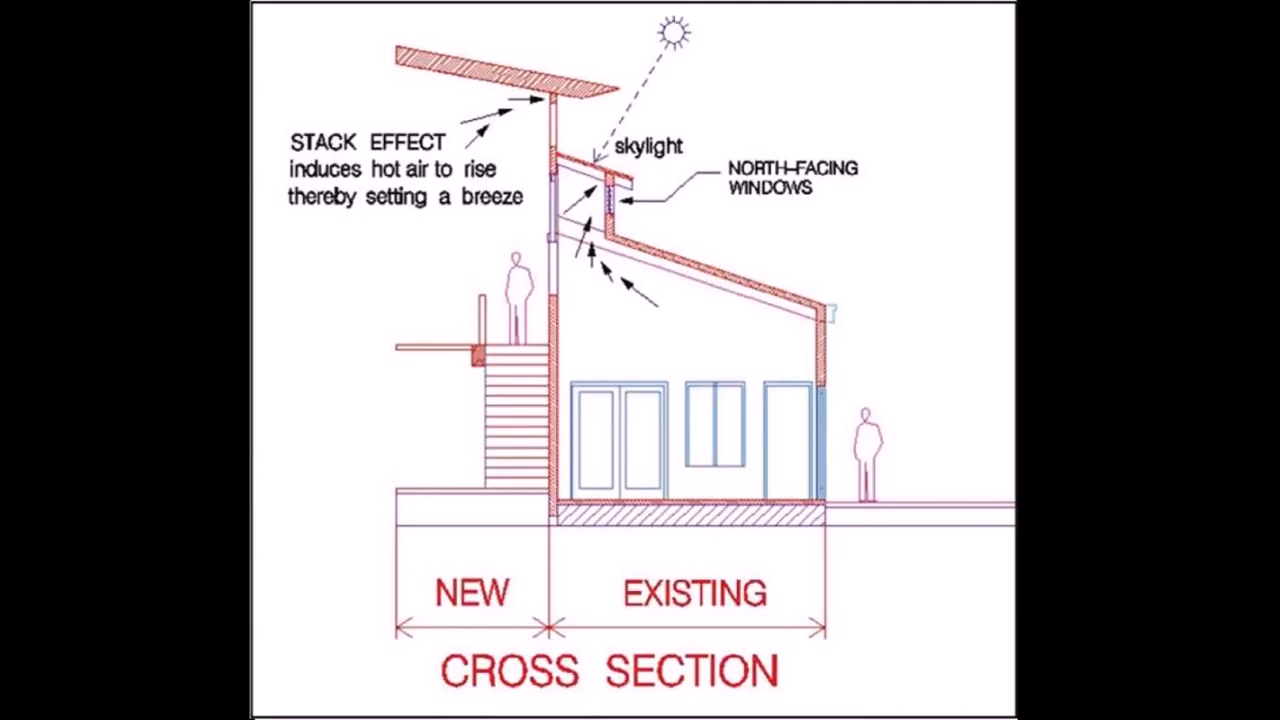 STACK EFFECT
induces hot air to rise
thereby setting a breeze
skylight
NORTH-FACING
WINDOWS
NEW
EXISTING
CROSS SECTION